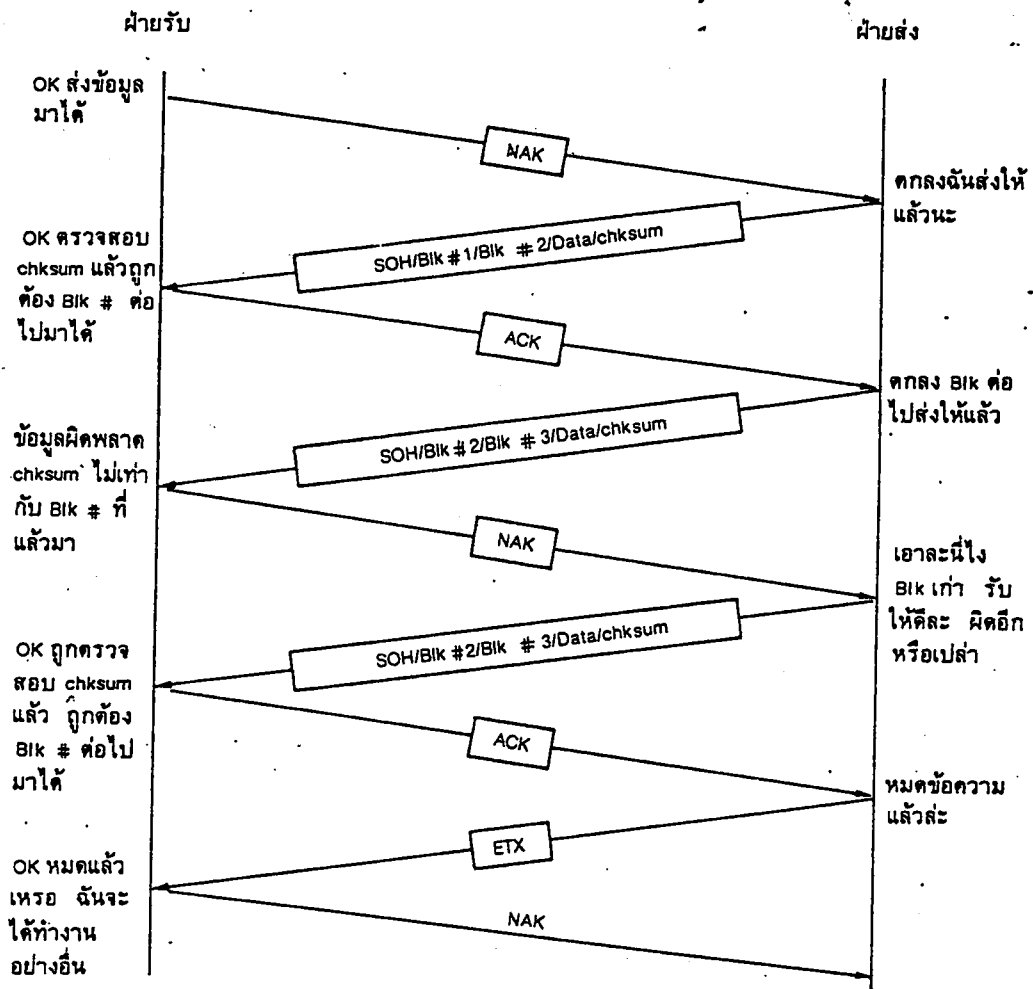 ฝ่ายรับ
ฝ่ายส่ง
OK ส่งข้อมูล
มาได้
NAK
ตกลงฉันส่งให้
แล้วนะ
SOH/Blk #1/Blk # 2/Data/chksum
OK ตรวจสอบ
chksum แล้วถูก
ต้อง Blk # ต่อ
ไปมาได้
ACK
ตกลง Blk ต่อ
ไปส่งให้แล้ว
SOH/Blk #2/Blk # 3/Data/chksum
ข้อมูลผิดพลาด
chksum ไม่เท่า
กับ Blk # ที่
แล้วมา
NAK
เอาละนี่ไง
Blk เก่า รับ
ให้ดีละ ผิดอีก
หรือเปล่า
SOH/Blk #2/Blk # 3/Data/chksum
OK ถูกตรวจ
สอบ chksum
แล้ว ถูกต้อง
Blk # ต่อไป
มาได้
ACK
หมดข้อความ
แล้วล่ะ
ETX
OK หมดแล้ว
เหรอ ฉันจะ
ได้ทำงาน
อย่างอื่น
NAK